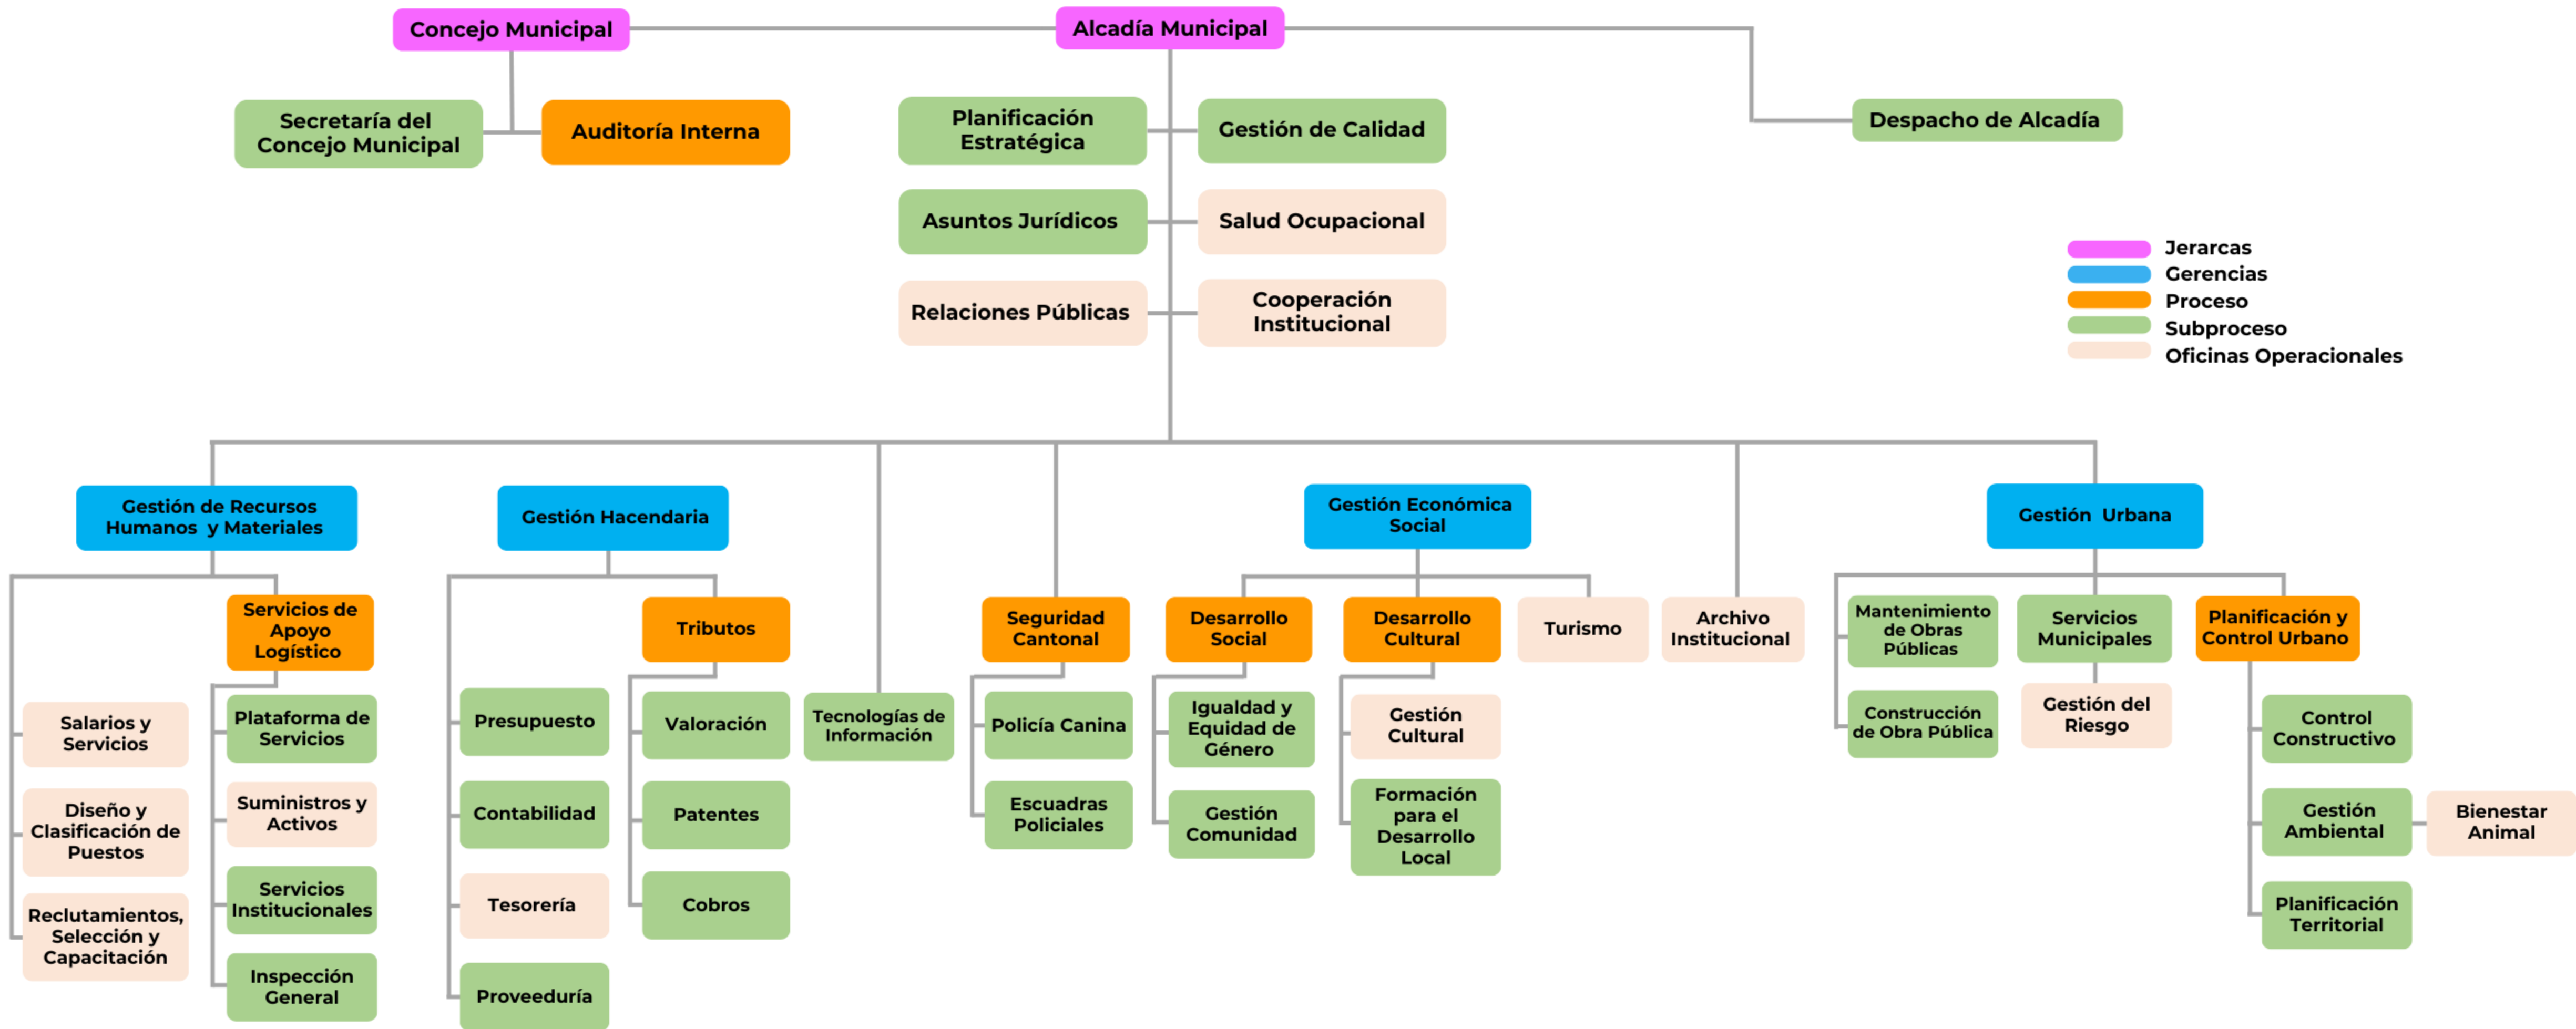 Concejo Municipal
Alcadía Municipal
Secretaría del
Concejo Municipal
Auditoría Interna
Planificación
Estratégica
Gestión de Calidad
Despacho de Alcadía
Asuntos Jurídicos
Salud Ocupacional
Relaciones Públicas
Cooperación
Institucional
Jerarcas
Gerencias
Proceso
Subproceso
Oficinas Operacionales
Gestión de Recursos
Humanos y Materiales
Gestión Hacendaria
Gestión Económica
Social
Gestión Urbana
Servicios de
Apoyo
Logístico
Tributos
Seguridad
Cantonal
Desarrollo
Social
Desarrollo
Cultural
Turismo
Archivo
Institucional
Mantenimiento
de Obras
Públicas
Servicios
Municipales
Planificación y
Control Urbano
Salarios y
Servicios
Plataforma de
Servicios
Presupuesto
Valoración
Tecnologías de
Información
Policía Canina
Igualdad y
Equidad de
Género
Gestión
Cultural
Construcción
de Obra Pública
Gestión del
Riesgo
Control
Constructivo
Diseño y
Clasificación de
Puestos
Suministros y
Activos
Contabilidad
Patentes
Escuadras
Policiales
Gestión
Comunidad
Formación
para el
Desarrollo
Local
Gestión
Ambiental
Bienestar
Animal
Reclutamientos,
Selección y
Capacitación
Servicios
Institucionales
Tesorería
Cobros
Planificación
Territorial
Inspección
General
Proveeduría